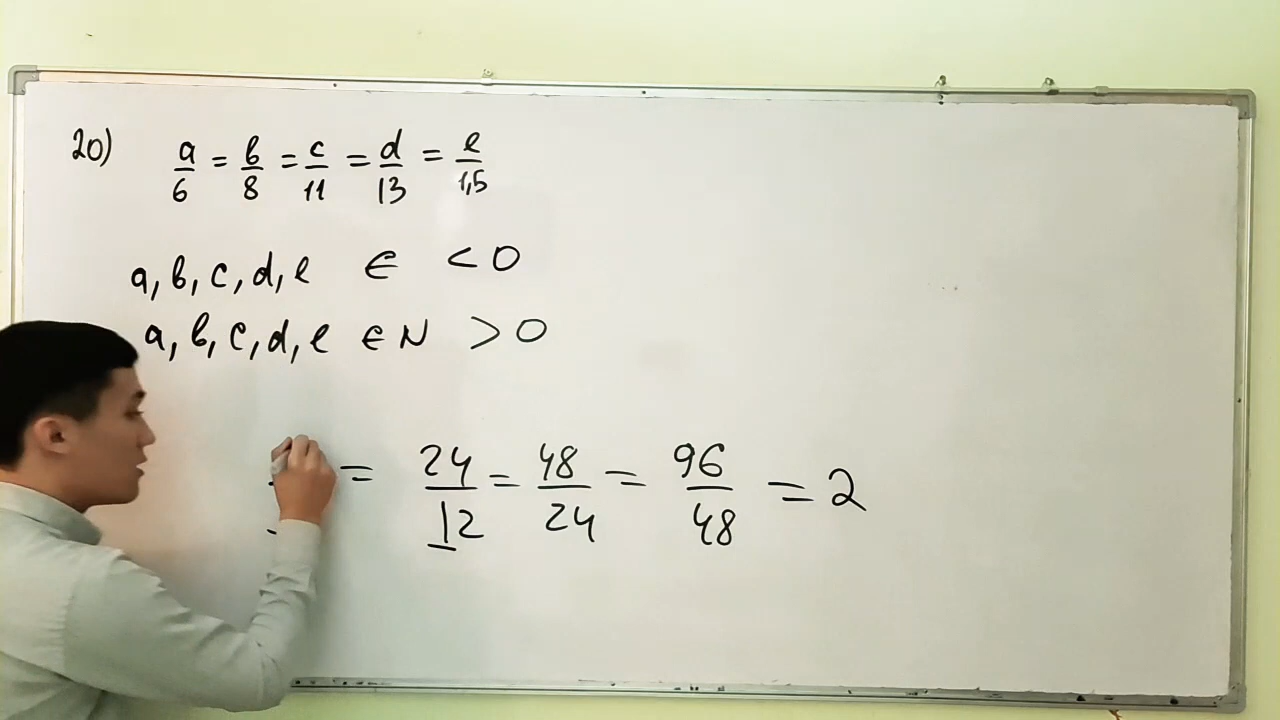 20) a/6 = b/8 = c/11 = d/13 = e/1,5
a, b, c, d, e ∈ < 0
a, b, c, d, e ∈ N > 0
= 24/12 = 48/24 = 96/48 = 2